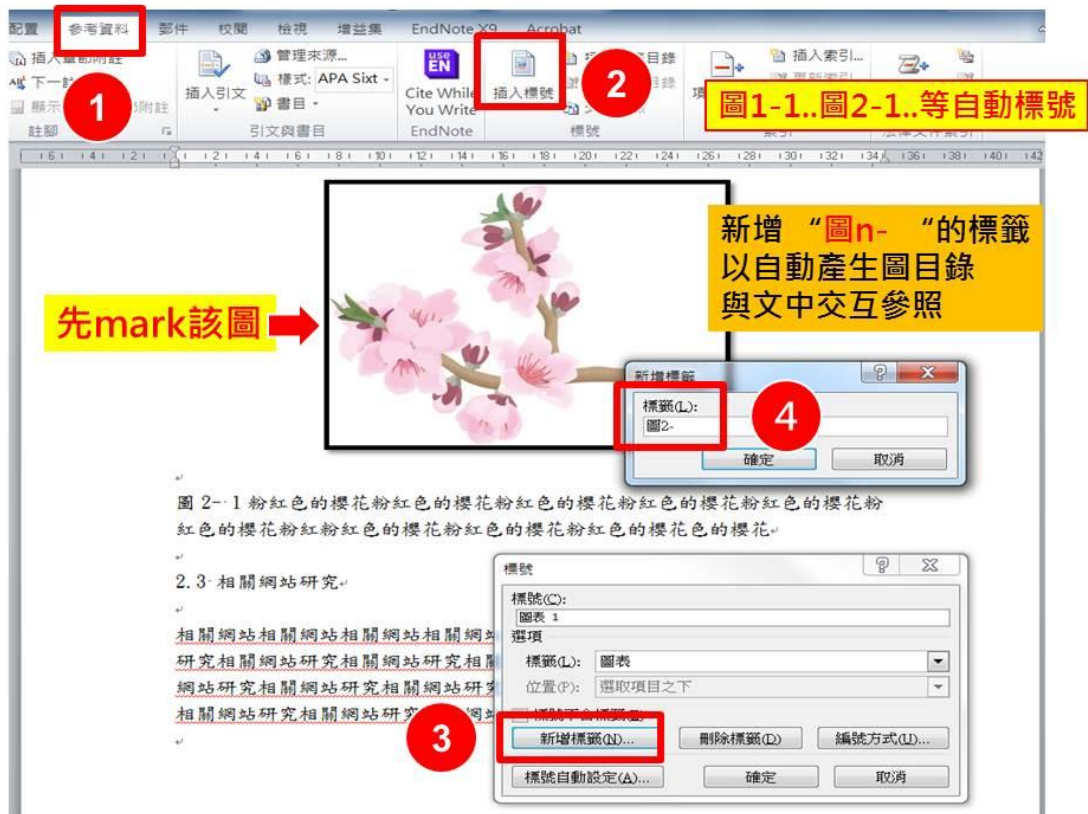 配置 參考資料 郵件 校閱 檢視 增益集 EndNote X9 Acrobat
管理來源... 目錄 插入索引...
下一 樣式: APA Sixt
插入引文 Cite While You Write 插入標號
顯示 附註 書目
註腳 引文與書目 EndNote 標號
1
2
圖1-1..圖2-1..等自動標號
新增 “圖n- “的標籤
以自動產生圖目錄
與文中交互參照
先mark該圖
新增標籤
標籤(L):
圖2-
4
確定 取消
圖 2- 1 粉紅色的櫻花粉紅色的櫻花粉紅色的櫻花粉紅色的櫻花粉紅色的櫻花粉
紅色的櫻花粉紅粉紅色的櫻花粉紅色的櫻花粉紅色的櫻花色的櫻花
2.3 相關網站研究
相關網站相關網站相關網站相關網
研究相關網站研究相關網站研究相
網站研究相關網站研究相關網站研
相關網站研究相關網站研
標號
標號(C):
圖表 1
選項
標籤(L): 圖表
位置(P): 選取項目之下
3
新增標籤(N)... 刪除標籤(D) 編號方式(U)...
標號自動設定(A)... 確定 取消